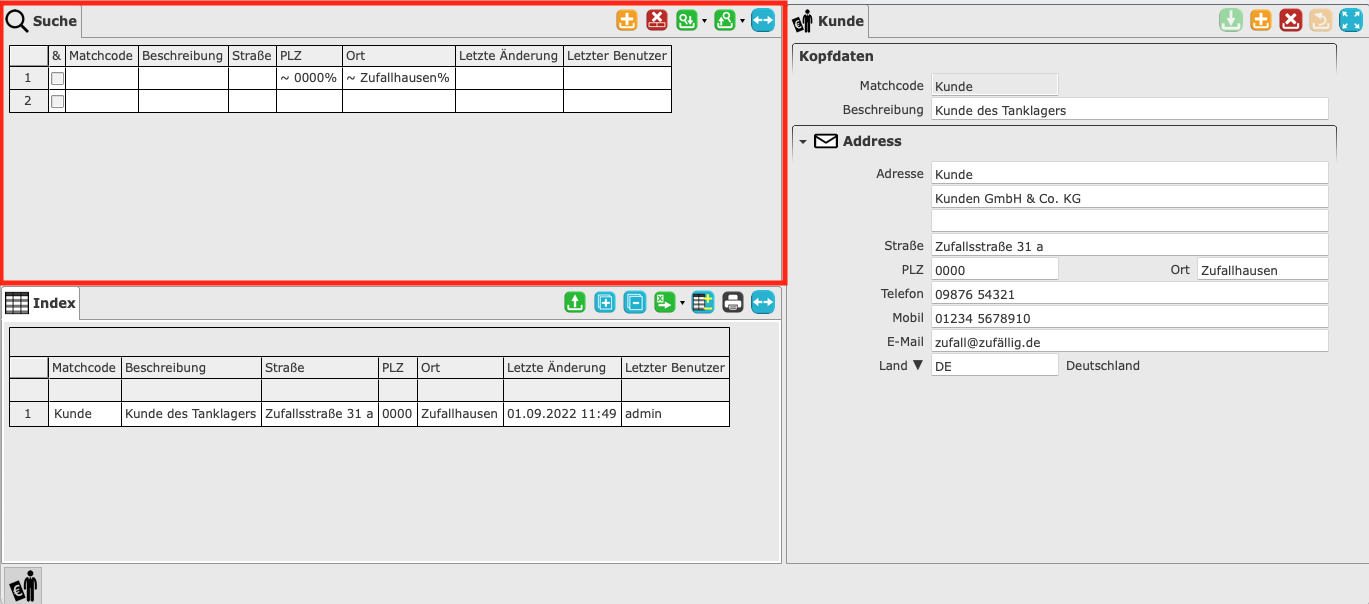 Suche
& Matchcode Beschreibung Straße PLZ Ort Letzte Änderung Letzter Benutzer
1 ~ 0000% ~ Zufallhausen%
2
Index
Matchcode Beschreibung Straße PLZ Ort Letzte Änderung Letzter Benutzer
1 Kunde Kunde des Tanklagers Zufallsstraße 31 a 0000 Zufallhausen 01.09.2022 11:49 admin
Kunde
Kopfdaten
Matchcode Kunde
Beschreibung Kunde des Tanklagers
Address
Adresse Kunde
Kunden GmbH & Co. KG
Straße Zufallsstraße 31 a
PLZ 0000 Ort Zufallhausen
Telefon 09876 54321
Mobil 01234 5678910
E-Mail zufall@zufällig.de
Land ▼ DE Deutschland